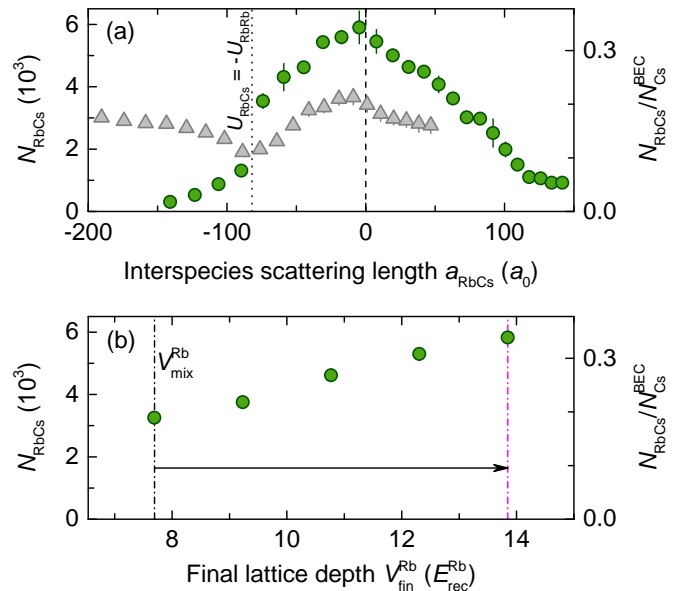 (a)
U_RbCs = -U_RbRb
N_RbCs (10^3)
6
4
2
0
N_RbCs/N_Cs^BEC
0.3
0.0
-200 -100 0 100
Interspecies scattering length a_RbCs (a_0)
(b)
V_mix^Rb
N_RbCs (10^3)
6
4
2
0
N_RbCs/N_Cs^BEC
0.3
0.0
8 10 12 14
Final lattice depth V_fin^Rb (E_rec^Rb)